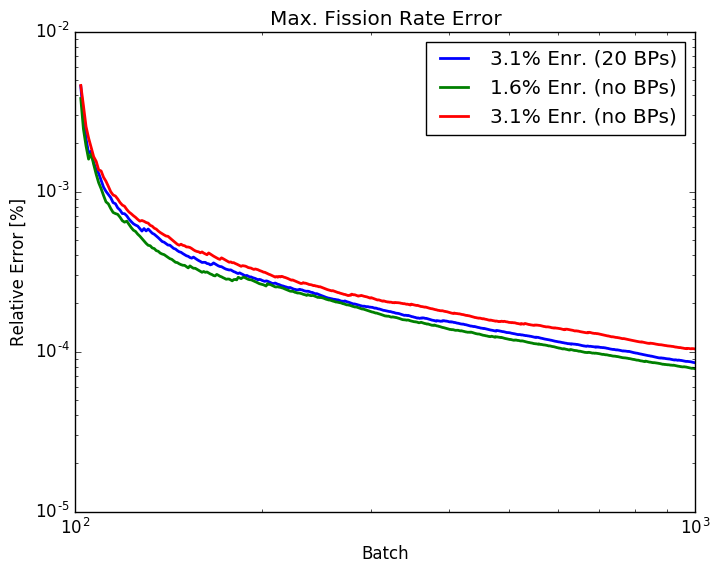 Max. Fission Rate Error
10^-2
10^-3
10^-4
10^-5
Relative Error [%]
3.1% Enr. (20 BPs)
1.6% Enr. (no BPs)
3.1% Enr. (no BPs)
10^2
10^3
Batch